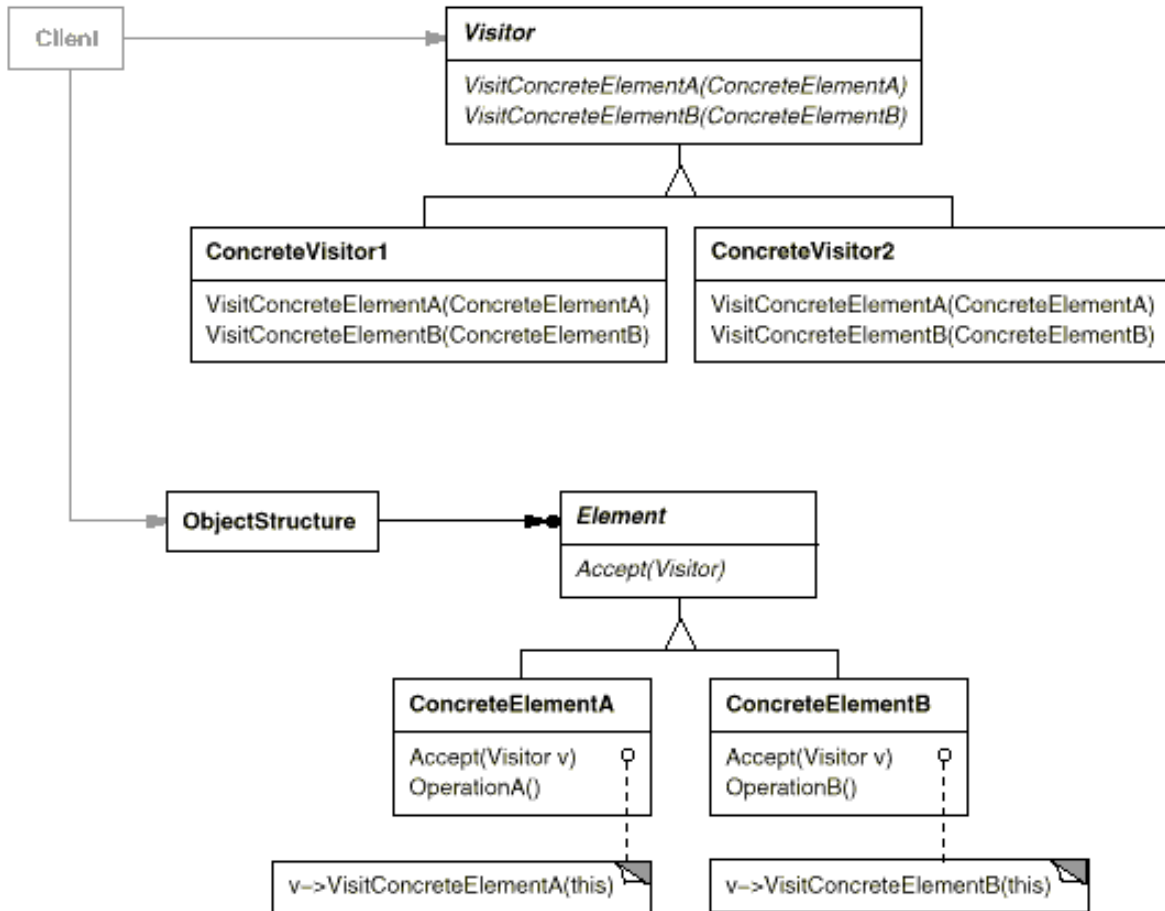 Client
Visitor
VisitConcreteElementA(ConcreteElementA)
VisitConcreteElementB(ConcreteElementB)
ConcreteVisitor1
VisitConcreteElementA(ConcreteElementA)
VisitConcreteElementB(ConcreteElementB)
ConcreteVisitor2
VisitConcreteElementA(ConcreteElementA)
VisitConcreteElementB(ConcreteElementB)
ObjectStructure
Element
Accept(Visitor)
ConcreteElementA
Accept(Visitor v)
OperationA()
ConcreteElementB
Accept(Visitor v)
OperationB()
v–>VisitConcreteElementA(this)
v–>VisitConcreteElementB(this)